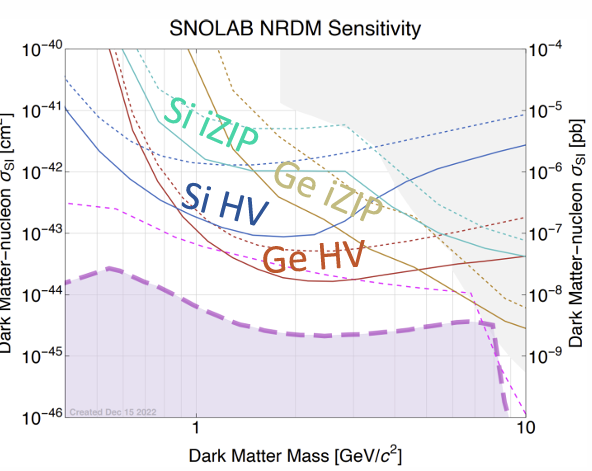 SNOLAB NRDM Sensitivity
10⁻⁴⁰
10⁻⁴¹
10⁻⁴²
10⁻⁴³
10⁻⁴⁴
10⁻⁴⁵
10⁻⁴⁶
Dark Matter–nucleon σSI [cm²]
Si iZIP
Ge iZIP
Si HV
Ge HV
Created Dec 15 2022
10⁻⁴
10⁻⁵
10⁻⁶
10⁻⁷
10⁻⁸
10⁻⁹
Dark Matter–nucleon σSI [pb]
1
10
Dark Matter Mass [GeV/c²]